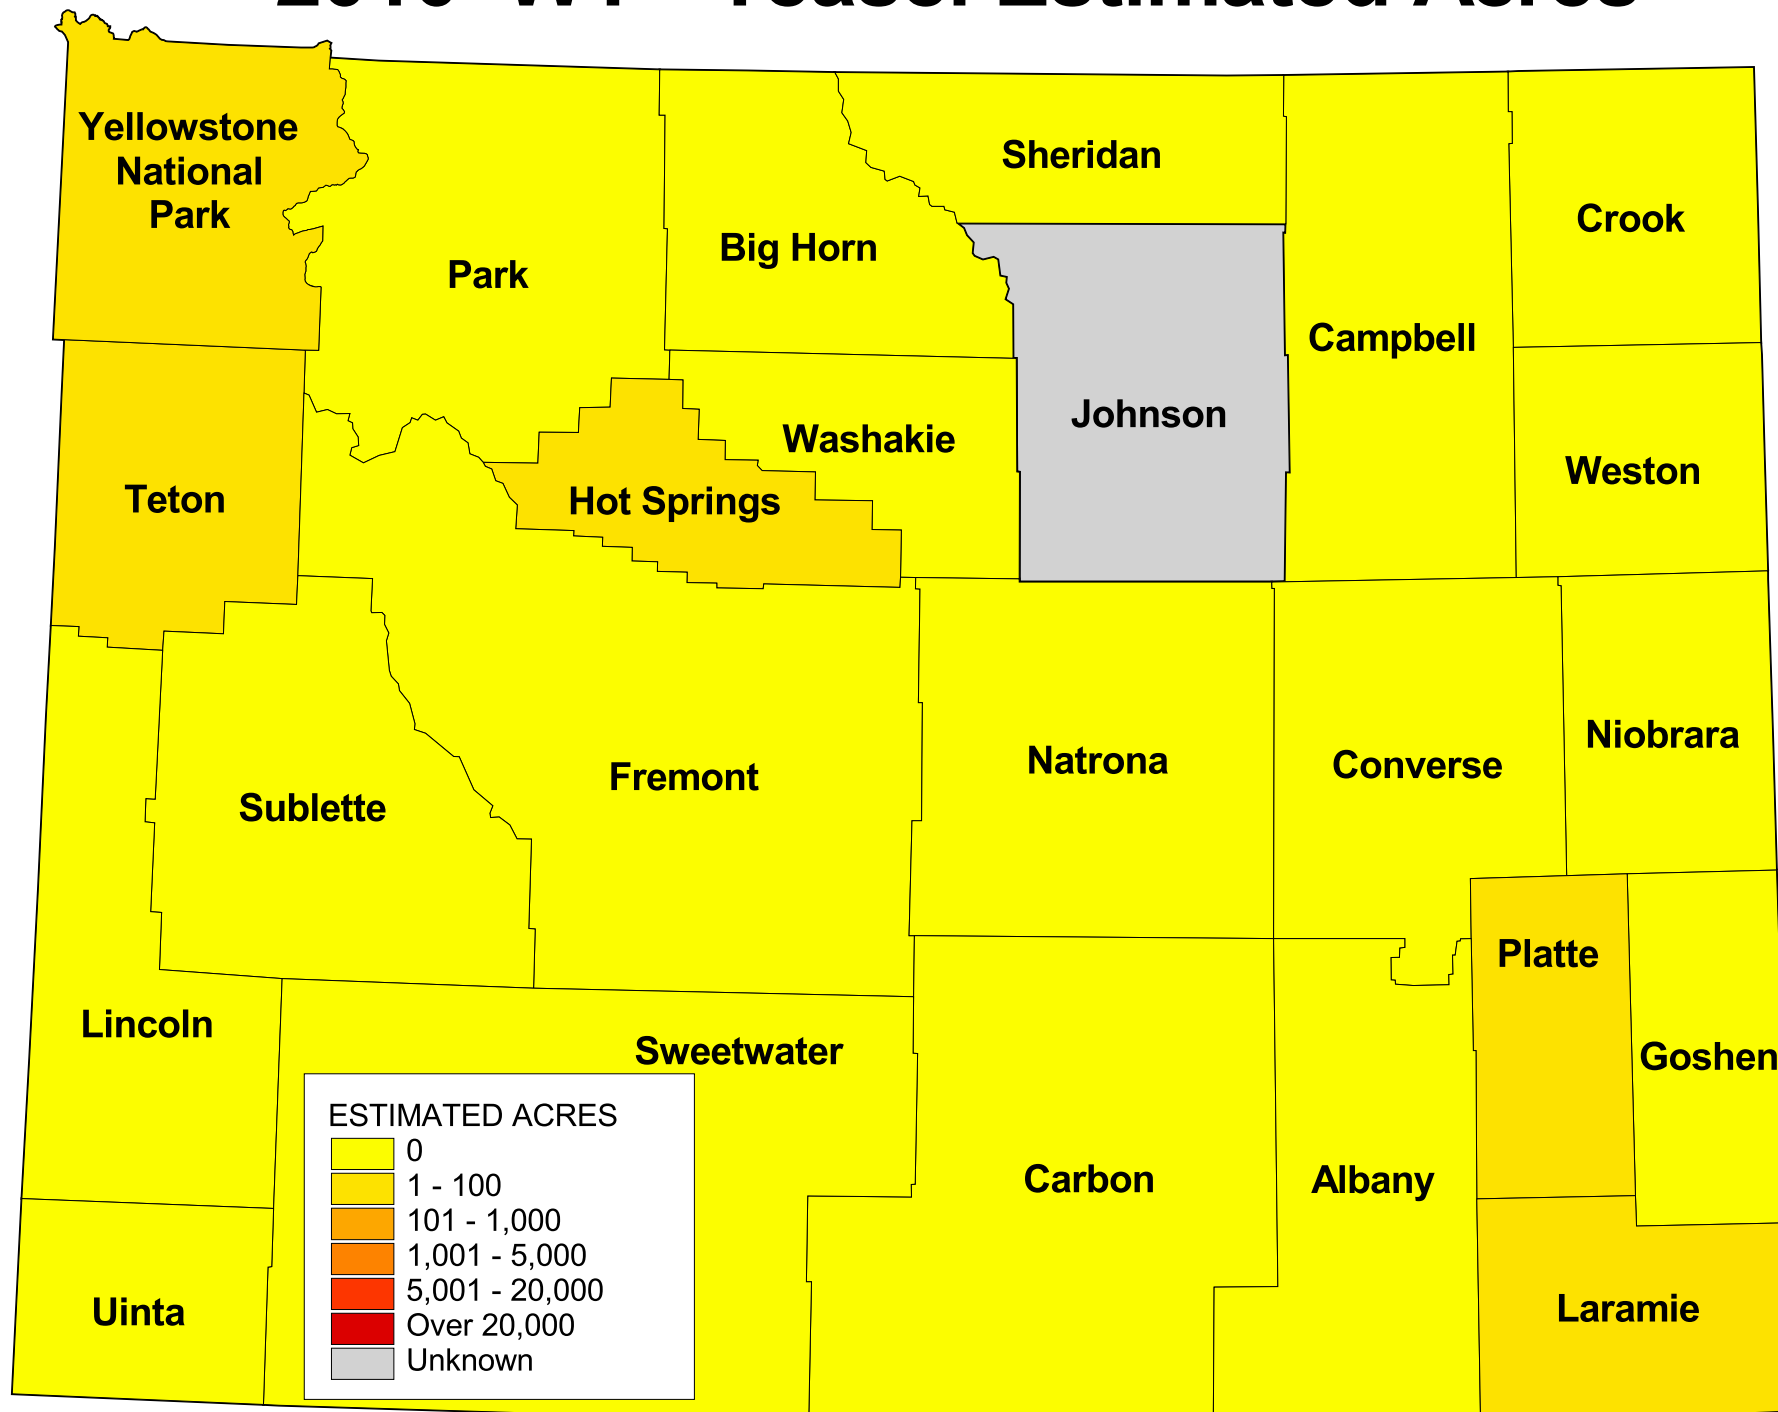 Yellowstone
National
Park
Park
Big Horn
Sheridan
Crook
Campbell
Johnson
Washakie
Weston
Teton
Hot Springs
Niobrara
Natrona
Converse
Fremont
Sublette
Platte
Lincoln
Sweetwater
Goshen
Carbon
Albany
Laramie
Uinta
ESTIMATED ACRES
0
1 - 100
101 - 1,000
1,001 - 5,000
5,001 - 20,000
Over 20,000
Unknown